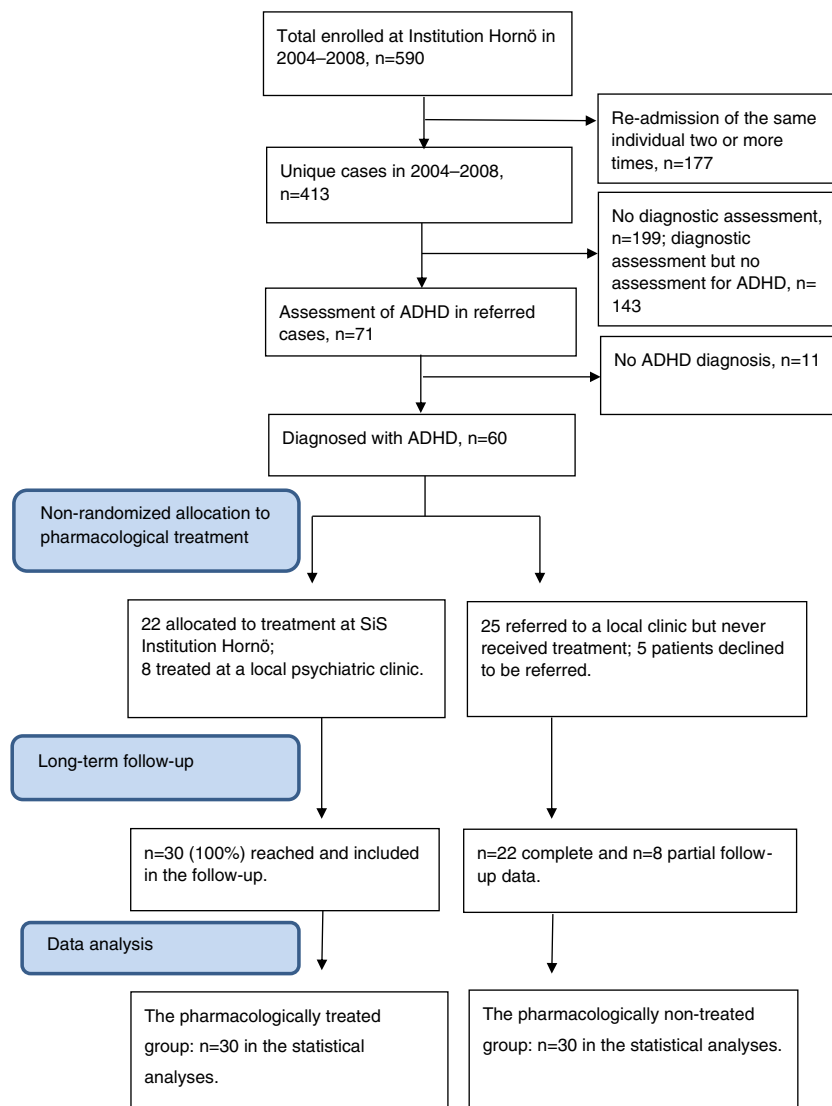 Total enrolled at Institution Hornö in
2004–2008, n=590
Re-admission of the same
individual two or more
times, n=177
Unique cases in 2004–2008,
n=413
No diagnostic assessment,
n=199; diagnostic
assessment but no
assessment for ADHD, n=
143
Assessment of ADHD in referred
cases, n=71
No ADHD diagnosis, n=11
Diagnosed with ADHD, n=60
Non-randomized allocation to
pharmacological treatment
22 allocated to treatment at SiS
Institution Hornö;
8 treated at a local psychiatric clinic.
25 referred to a local clinic but never
received treatment; 5 patients declined
to be referred.
Long-term follow-up
n=30 (100%) reached and included
in the follow-up.
n=22 complete and n=8 partial follow-
up data.
Data analysis
The pharmacologically treated
group: n=30 in the statistical
analyses.
The pharmacologically non-treated
group: n=30 in the statistical analyses.